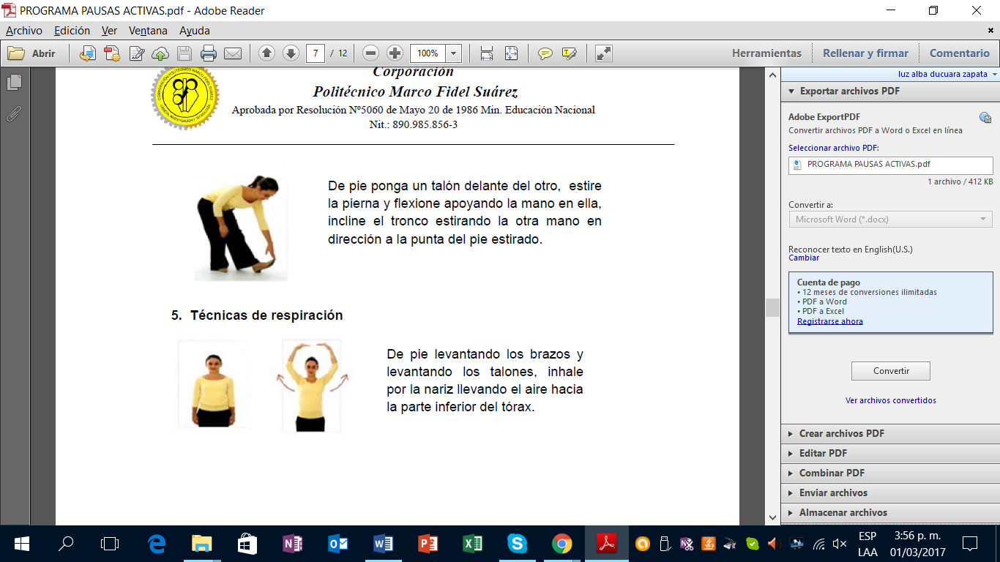 PROGRAMA PAUSAS ACTIVAS.pdf - Adobe Reader
Archivo Edición Ver Ventana Ayuda
Abrir 7 / 12 100% Herramientas Rellenar y firmar Comentario
Corporación
Politécnico Marco Fidel Suárez
Aprobada por Resolución Nº5060 de Mayo 20 de 1986 Min. Educación Nacional
Nit.: 890.985.856-3
De pie ponga un talón delante del otro, estire
la pierna y flexione apoyando la mano en ella,
incline el tronco estirando la otra mano en
dirección a la punta del pie estirado.
5. Técnicas de respiración
De pie levantando los brazos y
levantando los talones, inhale
por la nariz llevando el aire hacia
la parte inferior del tórax.
luz alba ducuara zapata
Exportar archivos PDF
Adobe ExportPDF
Convertir archivos PDF a Word o Excel en línea
Seleccionar archivo PDF:
PROGRAMA PAUSAS ACTIVAS.pdf
1 archivo / 412 KB
Convertir a:
Microsoft Word (*.docx)
Reconocer texto en English(U.S.)
Cambiar
Cuenta de pago
• 12 meses de conversiones ilimitadas
• PDF a Word
• PDF a Excel
Registrarse ahora
Convertir
Ver archivos convertidos
Crear archivos PDF
Editar PDF
Combinar PDF
Enviar archivos
Almacenar archivos
ESP
LAA
3:56 p. m.
01/03/2017